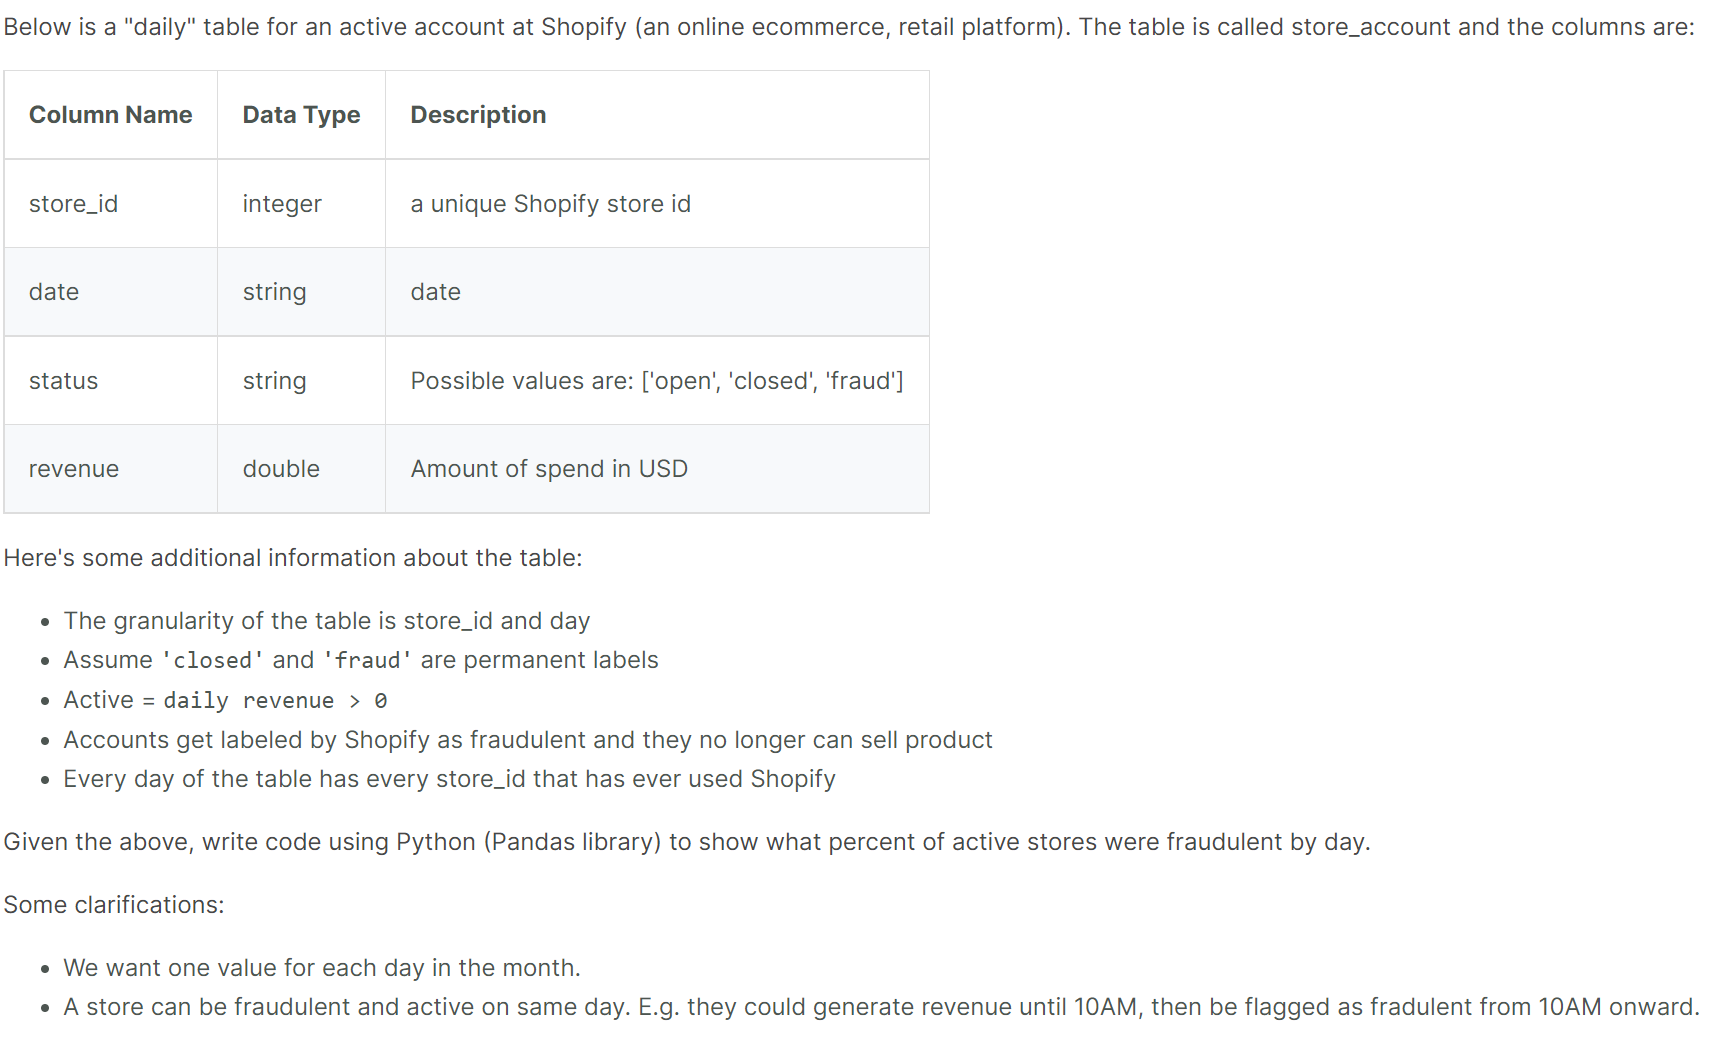 Below is a "daily" table for an active account at Shopify (an online ecommerce, retail platform). The table is called store_account and the columns are:
Column Name Data Type Description
store_id integer a unique Shopify store id
date string date
status string Possible values are: ['open', 'closed', 'fraud']
revenue double Amount of spend in USD
Here's some additional information about the table:
• The granularity of the table is store_id and day
• Assume 'closed' and 'fraud' are permanent labels
• Active = daily revenue > 0
• Accounts get labeled by Shopify as fraudulent and they no longer can sell product
• Every day of the table has every store_id that has ever used Shopify
Given the above, write code using Python (Pandas library) to show what percent of active stores were fraudulent by day.
Some clarifications:
• We want one value for each day in the month.
• A store can be fraudulent and active on same day. E.g. they could generate revenue until 10AM, then be flagged as fradulent from 10AM onward.